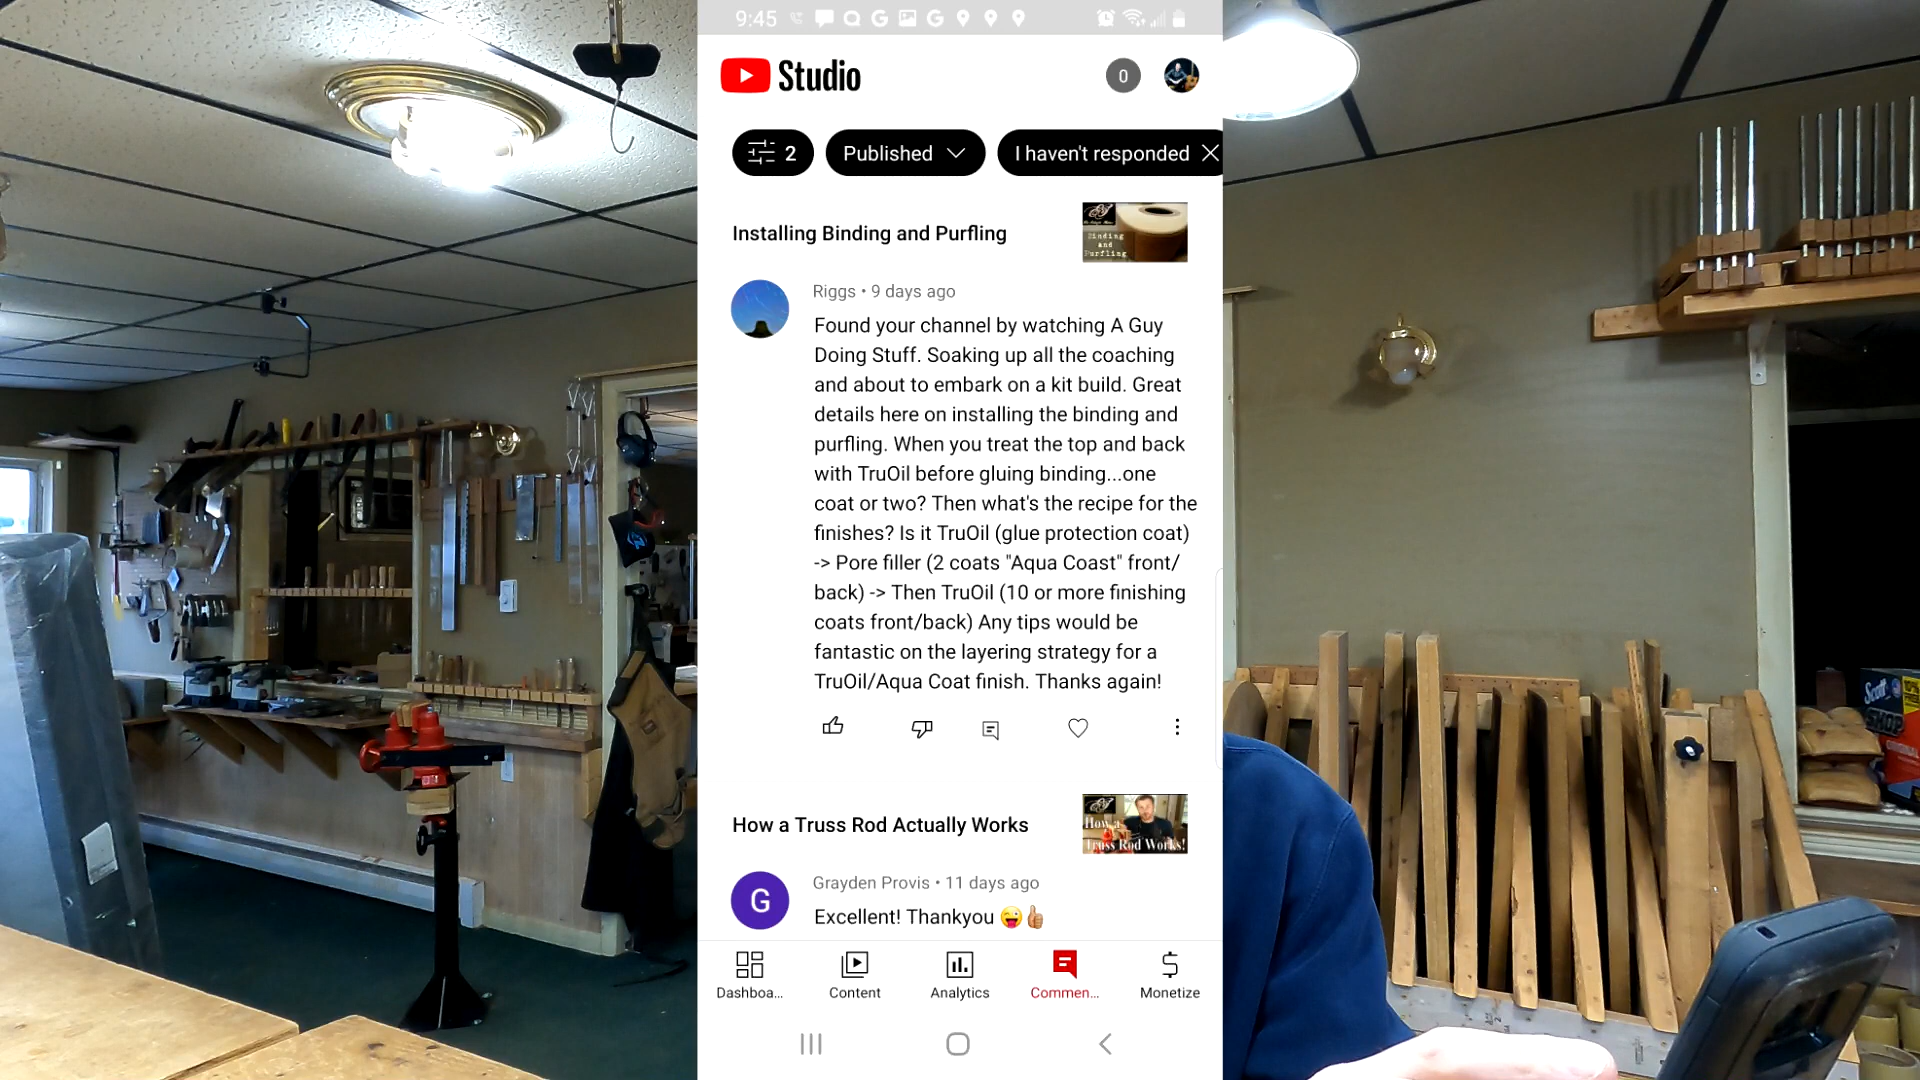 9:45
Studio
0
2
Published
I haven't responded
Installing Binding and Purfling
Binding
and
Purfling
Riggs • 9 days ago
Found your channel by watching A Guy
Doing Stuff. Soaking up all the coaching
and about to embark on a kit build. Great
details here on installing the binding and
purfling. When you treat the top and back
with TruOil before gluing binding...one
coat or two? Then what's the recipe for the
finishes? Is it TruOil (glue protection coat)
-> Pore filler (2 coats "Aqua Coast" front/
back) -> Then TruOil (10 or more finishing
coats front/back) Any tips would be
fantastic on the layering strategy for a
TruOil/Aqua Coat finish. Thanks again!
How a Truss Rod Actually Works
How a
Truss Rod Works!
Grayden Provis • 11 days ago
G
Excellent! Thankyou 😜👍
Dashboa...
Content
Analytics
Commen...
Monetize
Scott
SHOP